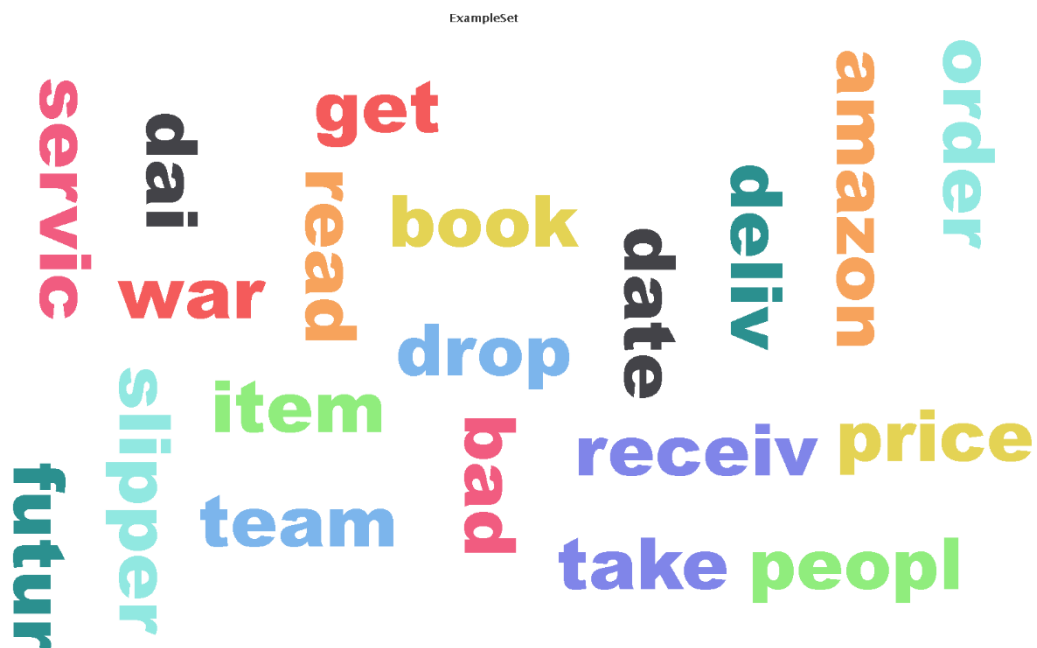 ExampleSet
servic
dai
get
read
book
war
drop
date
deliv
amazon
order
item
slipper
futtur
team
bad
receiv
price
take
peopl